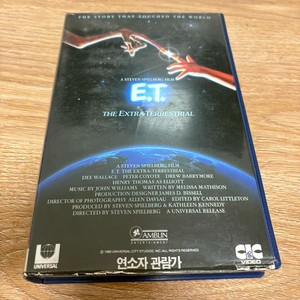 THE STORY THAT TOUCHED THE WORLD
A STEVEN SPIELBERG FILM
E.T.
THE EXTRA-TERRESTRIAL
A STEVEN SPIELBERG FILM
E.T. THE EXTRA-TERRESTRIAL
DEE WALLACE PETER COYOTE DREW BARRYMORE
HENRY THOMAS AS ELLIOTT
MUSIC BY JOHN WILLIAMS WRITTEN BY MELISSA MATHISON
PRODUCTION DESIGNER JAMES D. BISSELL
DIRECTOR OF PHOTOGRAPHY ALLEN DAVIAU EDITED BY CAROL LITTLETON
PRODUCED BY STEVEN SPIELBERG & KATHLEEN KENNEDY
DIRECTED BY STEVEN SPIELBERG A UNIVERSAL RELEASE
UNIVERSAL
AMBLIN
ENTERTAINMENT
CIC
VIDEO
연소자 관람가